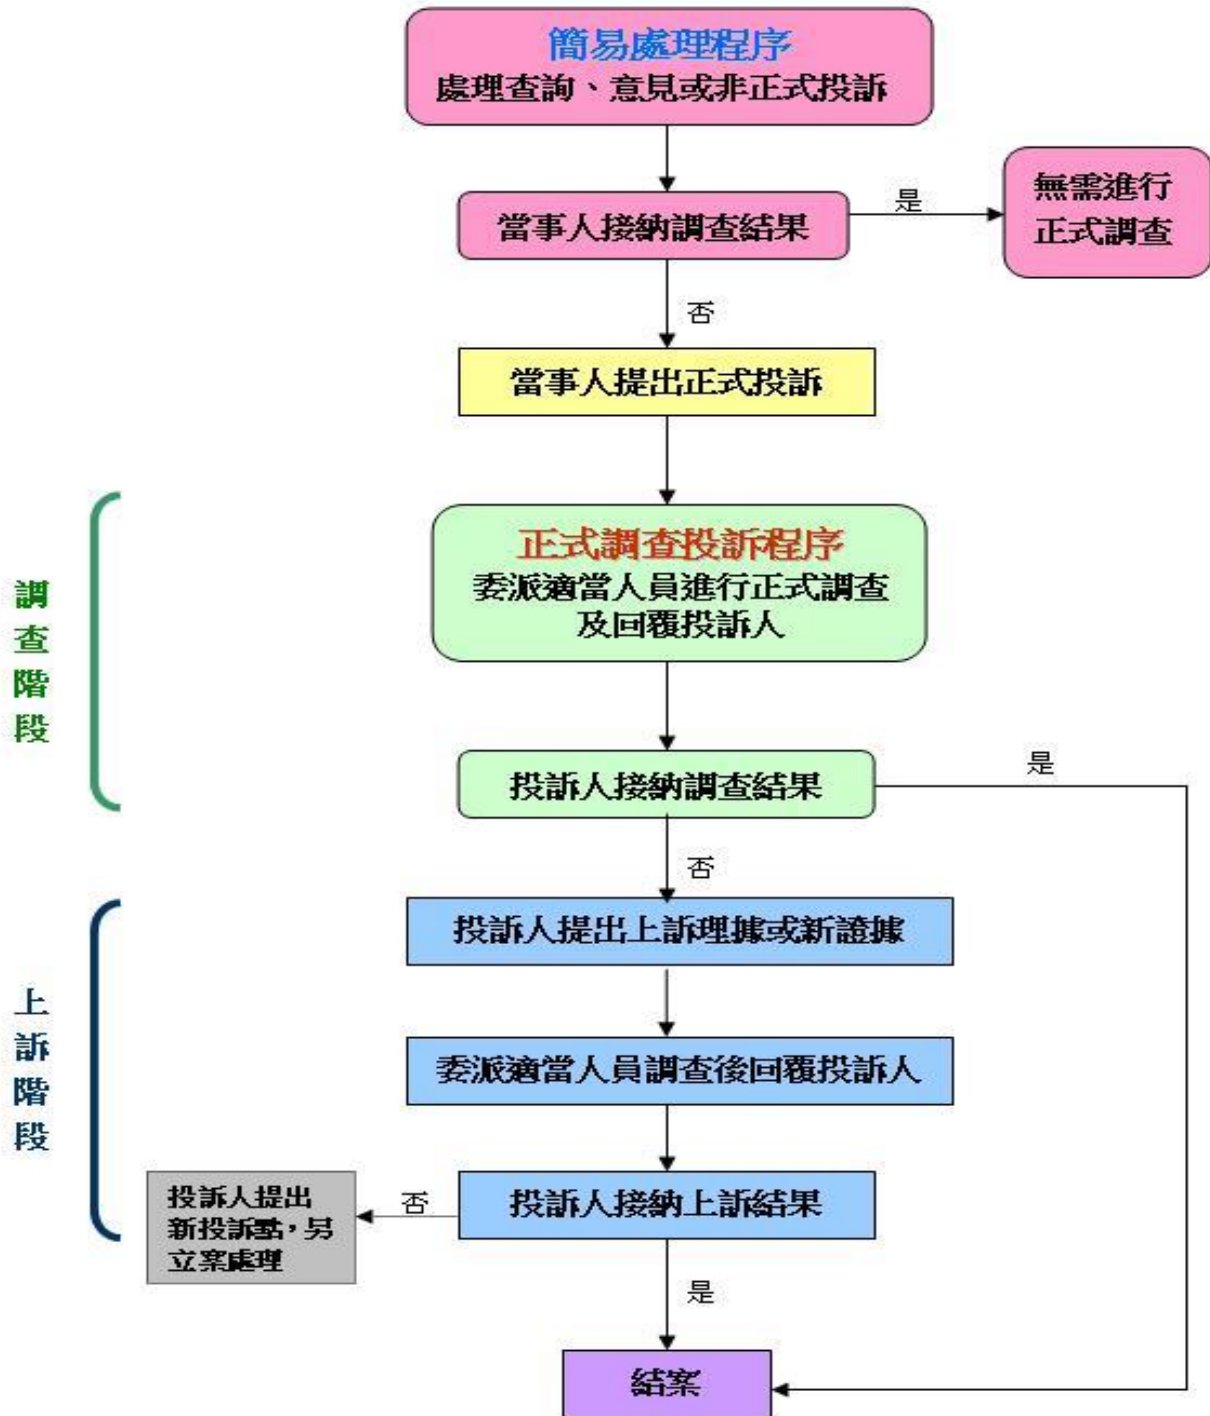 簡易處理程序
處理查詢、意見或非正式投訴
當事人接納調查結果
是
無需進行
正式調查
否
當事人提出正式投訴
調
查
階
段
正式調查投訴程序
委派適當人員進行正式調查
及回覆投訴人
投訴人接納調查結果
是
否
上
訴
階
段
投訴人提出上訴理據或新證據
委派適當人員調查後回覆投訴人
投訴人接納上訴結果
否
投訴人提出
新投訴點,另
立案處理
是
結案